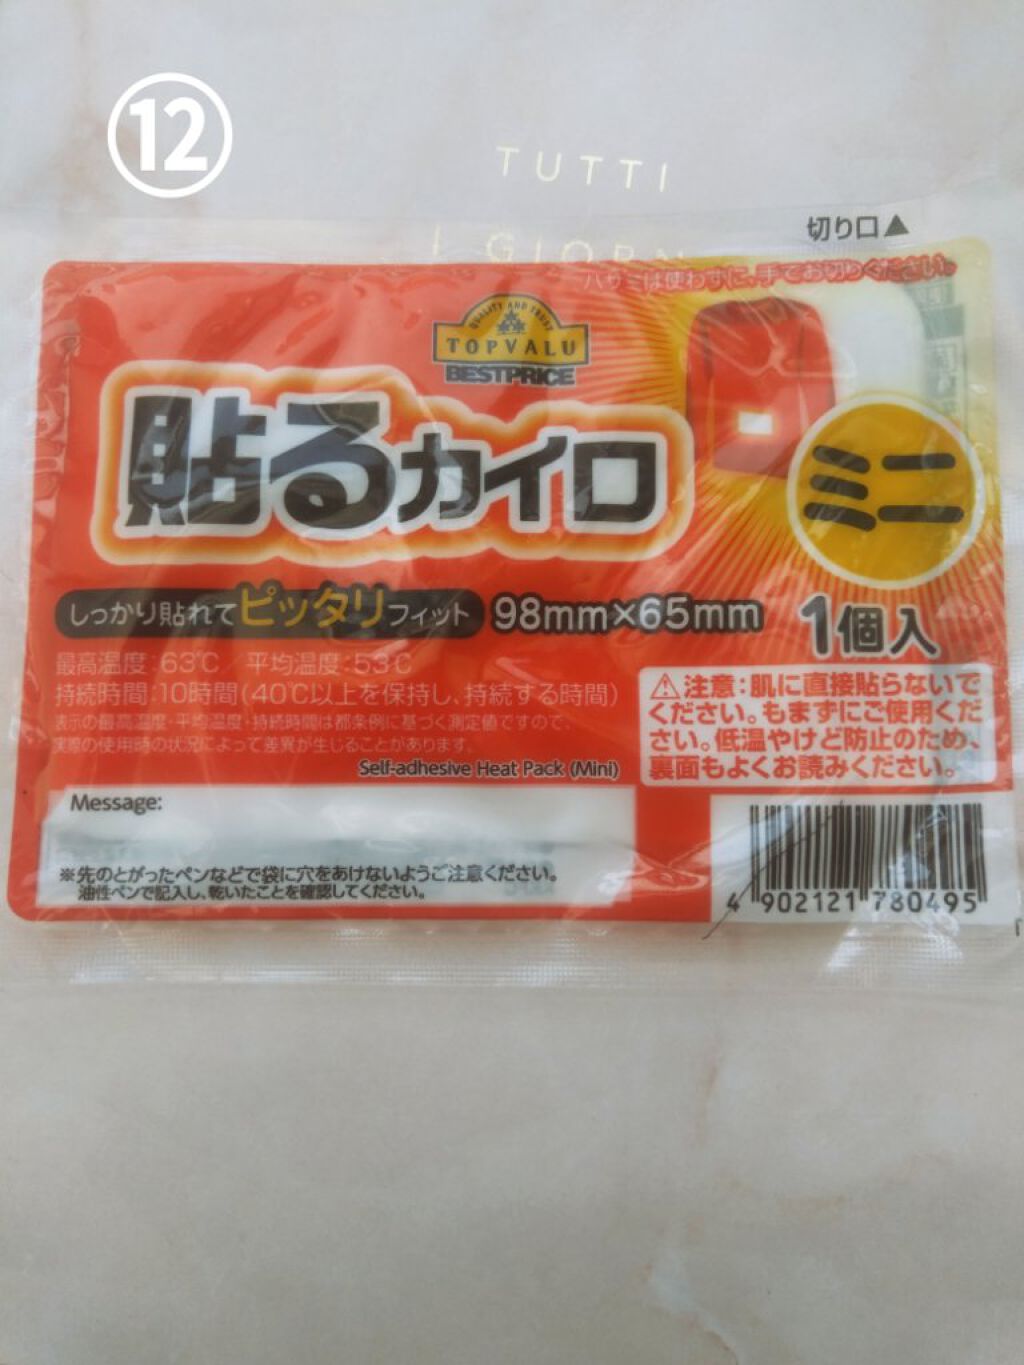 ⑫
TUTTI
I GIORN
切り口▲
ハサミは使わずに、手でお切りください。
QUALITY AND TRUST
TOPVALU
BESTPRICE
貼るカイロ
ミニ
しっかり貼れてピッタリフィット 98mm×65mm
1個入
最高温度:63℃ 平均温度:53℃
持続時間:10時間(40℃以上を保持し、持続する時間)
表示の最高温度・平均温度・持続時間は都条例に基づく測定値ですので、
実際の使用時の状況によって差異が生じることがあります。
Self-adhesive Heat Pack (Mini)
⚠注意:肌に直接貼らないで
ください。もまずにご使用くだ
さい。低温やけど防止のため、
裏面もよくお読みください。
Message:
※先のとがったペンなどで袋に穴をあけないようご注意ください。
油性ペンで記入し、乾いたことを確認してください。
4 902121 780495